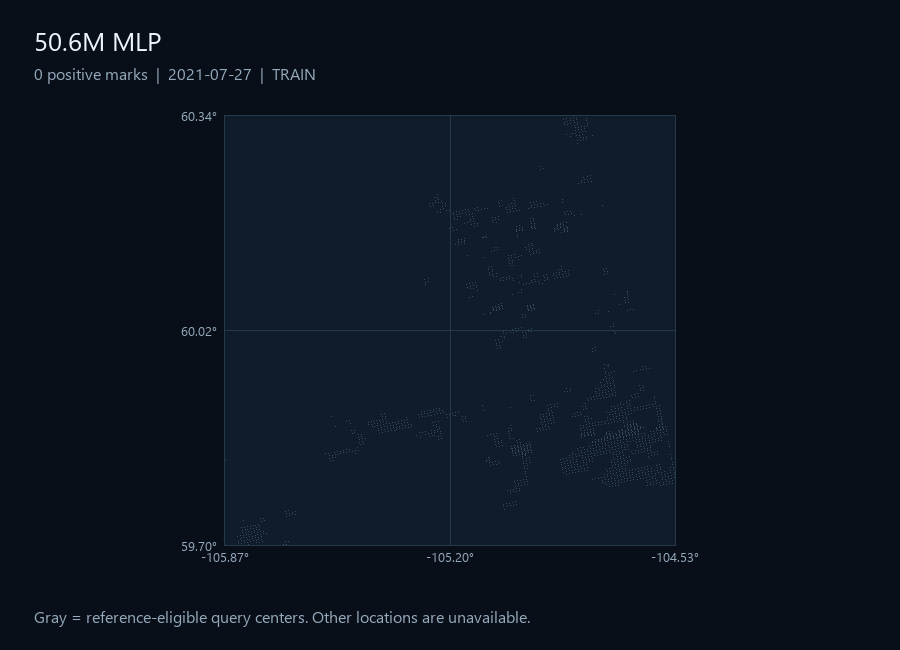 50.6M MLP
0 positive marks | 2021-07-27 | TRAIN
60.34°
60.02°
59.70°
-105.87° -105.20° -104.53°
Gray = reference-eligible query centers. Other locations are unavailable.